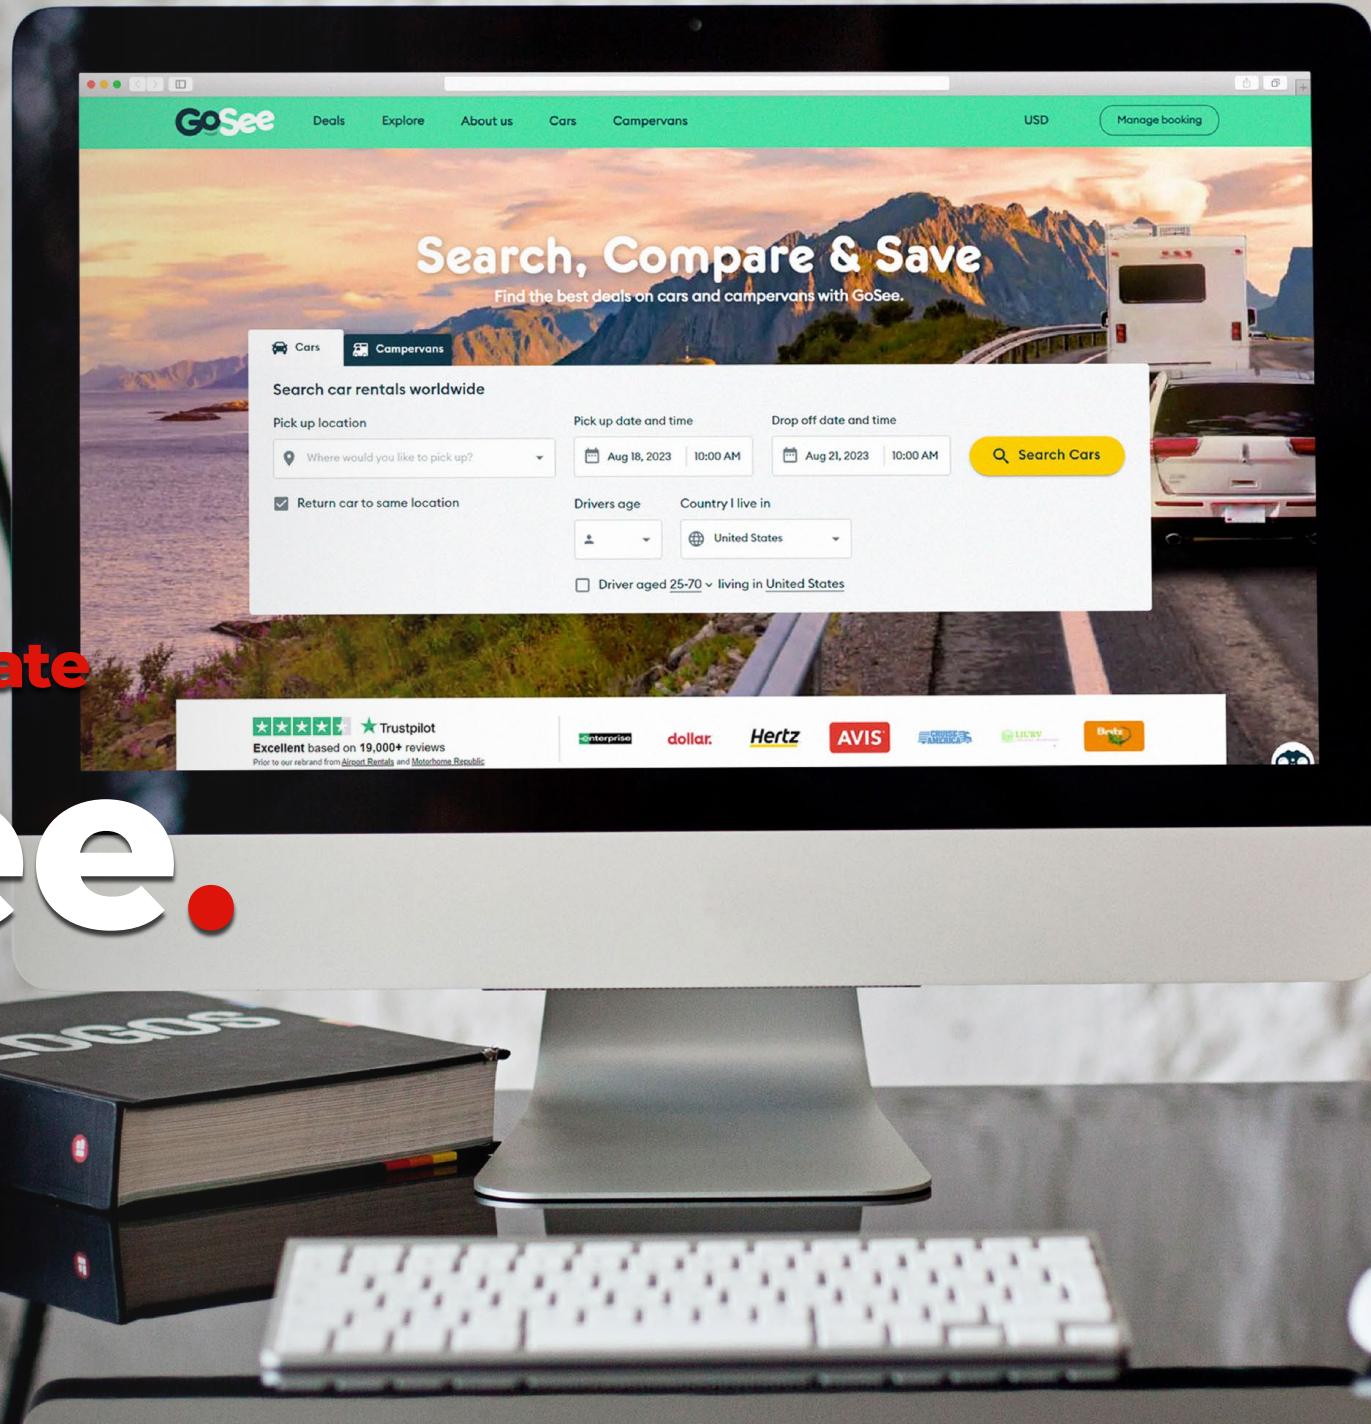 GoSee Deals Explore About us Cars Campervans USD Manage booking
Search, Compare & Save
Find the best deals on cars and campervans with GoSee.
Cars Campervans
Search car rentals worldwide
Pick up location Pick up date and time Drop off date and time
Where would you like to pick up? Aug 18, 2023 10:00 AM Aug 21, 2023 10:00 AM Search Cars
Return car to same location Drivers age Country I live in
United States
Driver aged 25-70 living in United States
ate
Trustpilot
Excellent based on 19,000+ reviews
Prior to our rebrand from Airport Rentals and Motorhome Republic
enterprise dollar. Hertz AVIS CRUISE AMERICA Britz
ee.
LOGOS